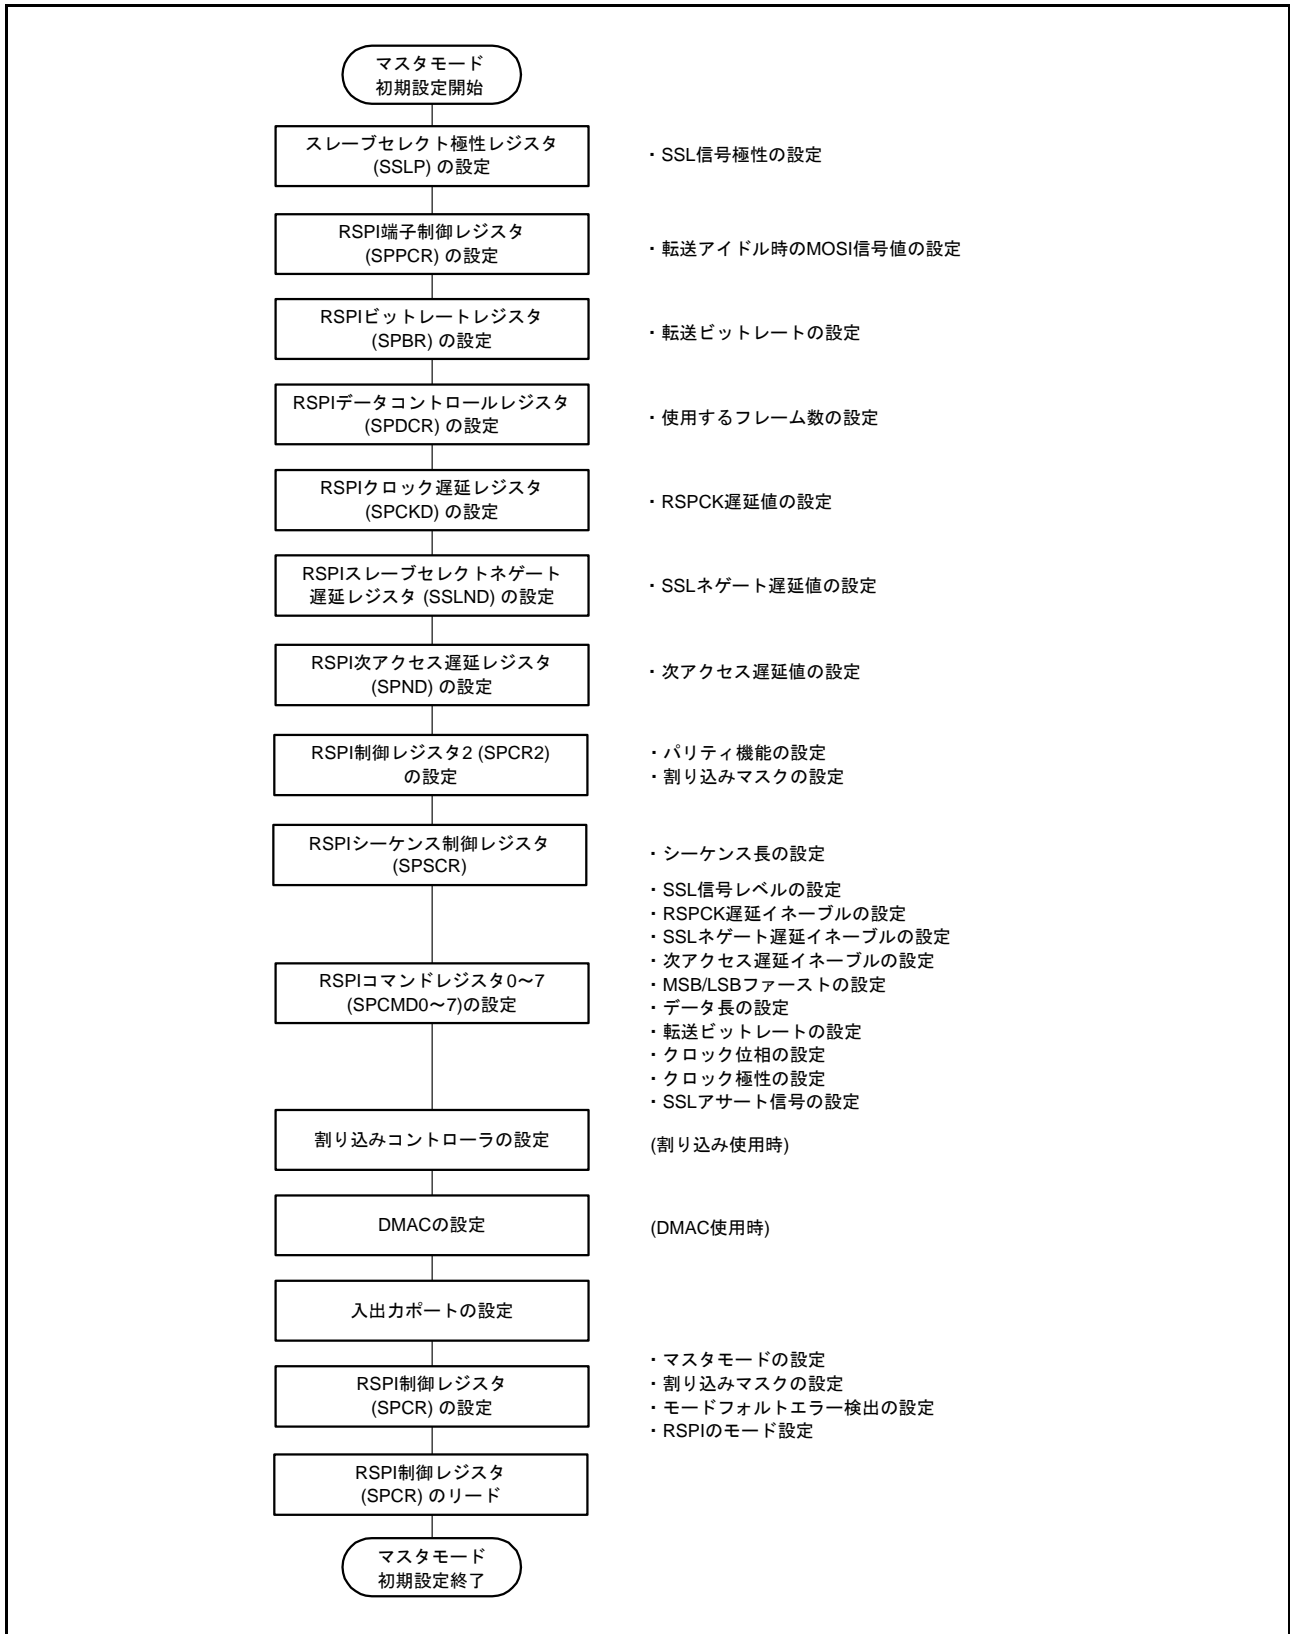 マスタモード
初期設定開始
スレーブセレクト極性レジスタ
(SSLP) の設定
・SSL信号極性の設定
RSPI端子制御レジスタ
(SPPCR) の設定
・転送アイドル時のMOSI信号値の設定
RSPIビットレートレジスタ
(SPBR) の設定
・転送ビットレートの設定
RSPIデータコントロールレジスタ
(SPDCR) の設定
・使用するフレーム数の設定
RSPIクロック遅延レジスタ
(SPCKD) の設定
・RSPCK遅延値の設定
RSPIスレーブセレクトネゲート
遅延レジスタ (SSLND) の設定
・SSLネゲート遅延値の設定
RSPI次アクセス遅延レジスタ
(SPND) の設定
・次アクセス遅延値の設定
RSPI制御レジスタ2 (SPCR2)
の設定
・パリティ機能の設定
・割り込みマスクの設定
RSPIシーケンス制御レジスタ
(SPSCR)
・シーケンス長の設定
RSPIコマンドレジスタ0～7
(SPCMD0～7)の設定
・SSL信号レベルの設定
・RSPCK遅延イネーブルの設定
・SSLネゲート遅延イネーブルの設定
・次アクセス遅延イネーブルの設定
・MSB/LSBファーストの設定
・データ長の設定
・転送ビットレートの設定
・クロック位相の設定
・クロック極性の設定
・SSLアサート信号の設定
割り込みコントローラの設定
(割り込み使用時)
DMACの設定
(DMAC使用時)
入出力ポートの設定
RSPI制御レジスタ
(SPCR) の設定
・マスタモードの設定
・割り込みマスクの設定
・モードフォルトエラー検出の設定
・RSPIのモード設定
RSPI制御レジスタ
(SPCR) のリード
マスタモード
初期設定終了